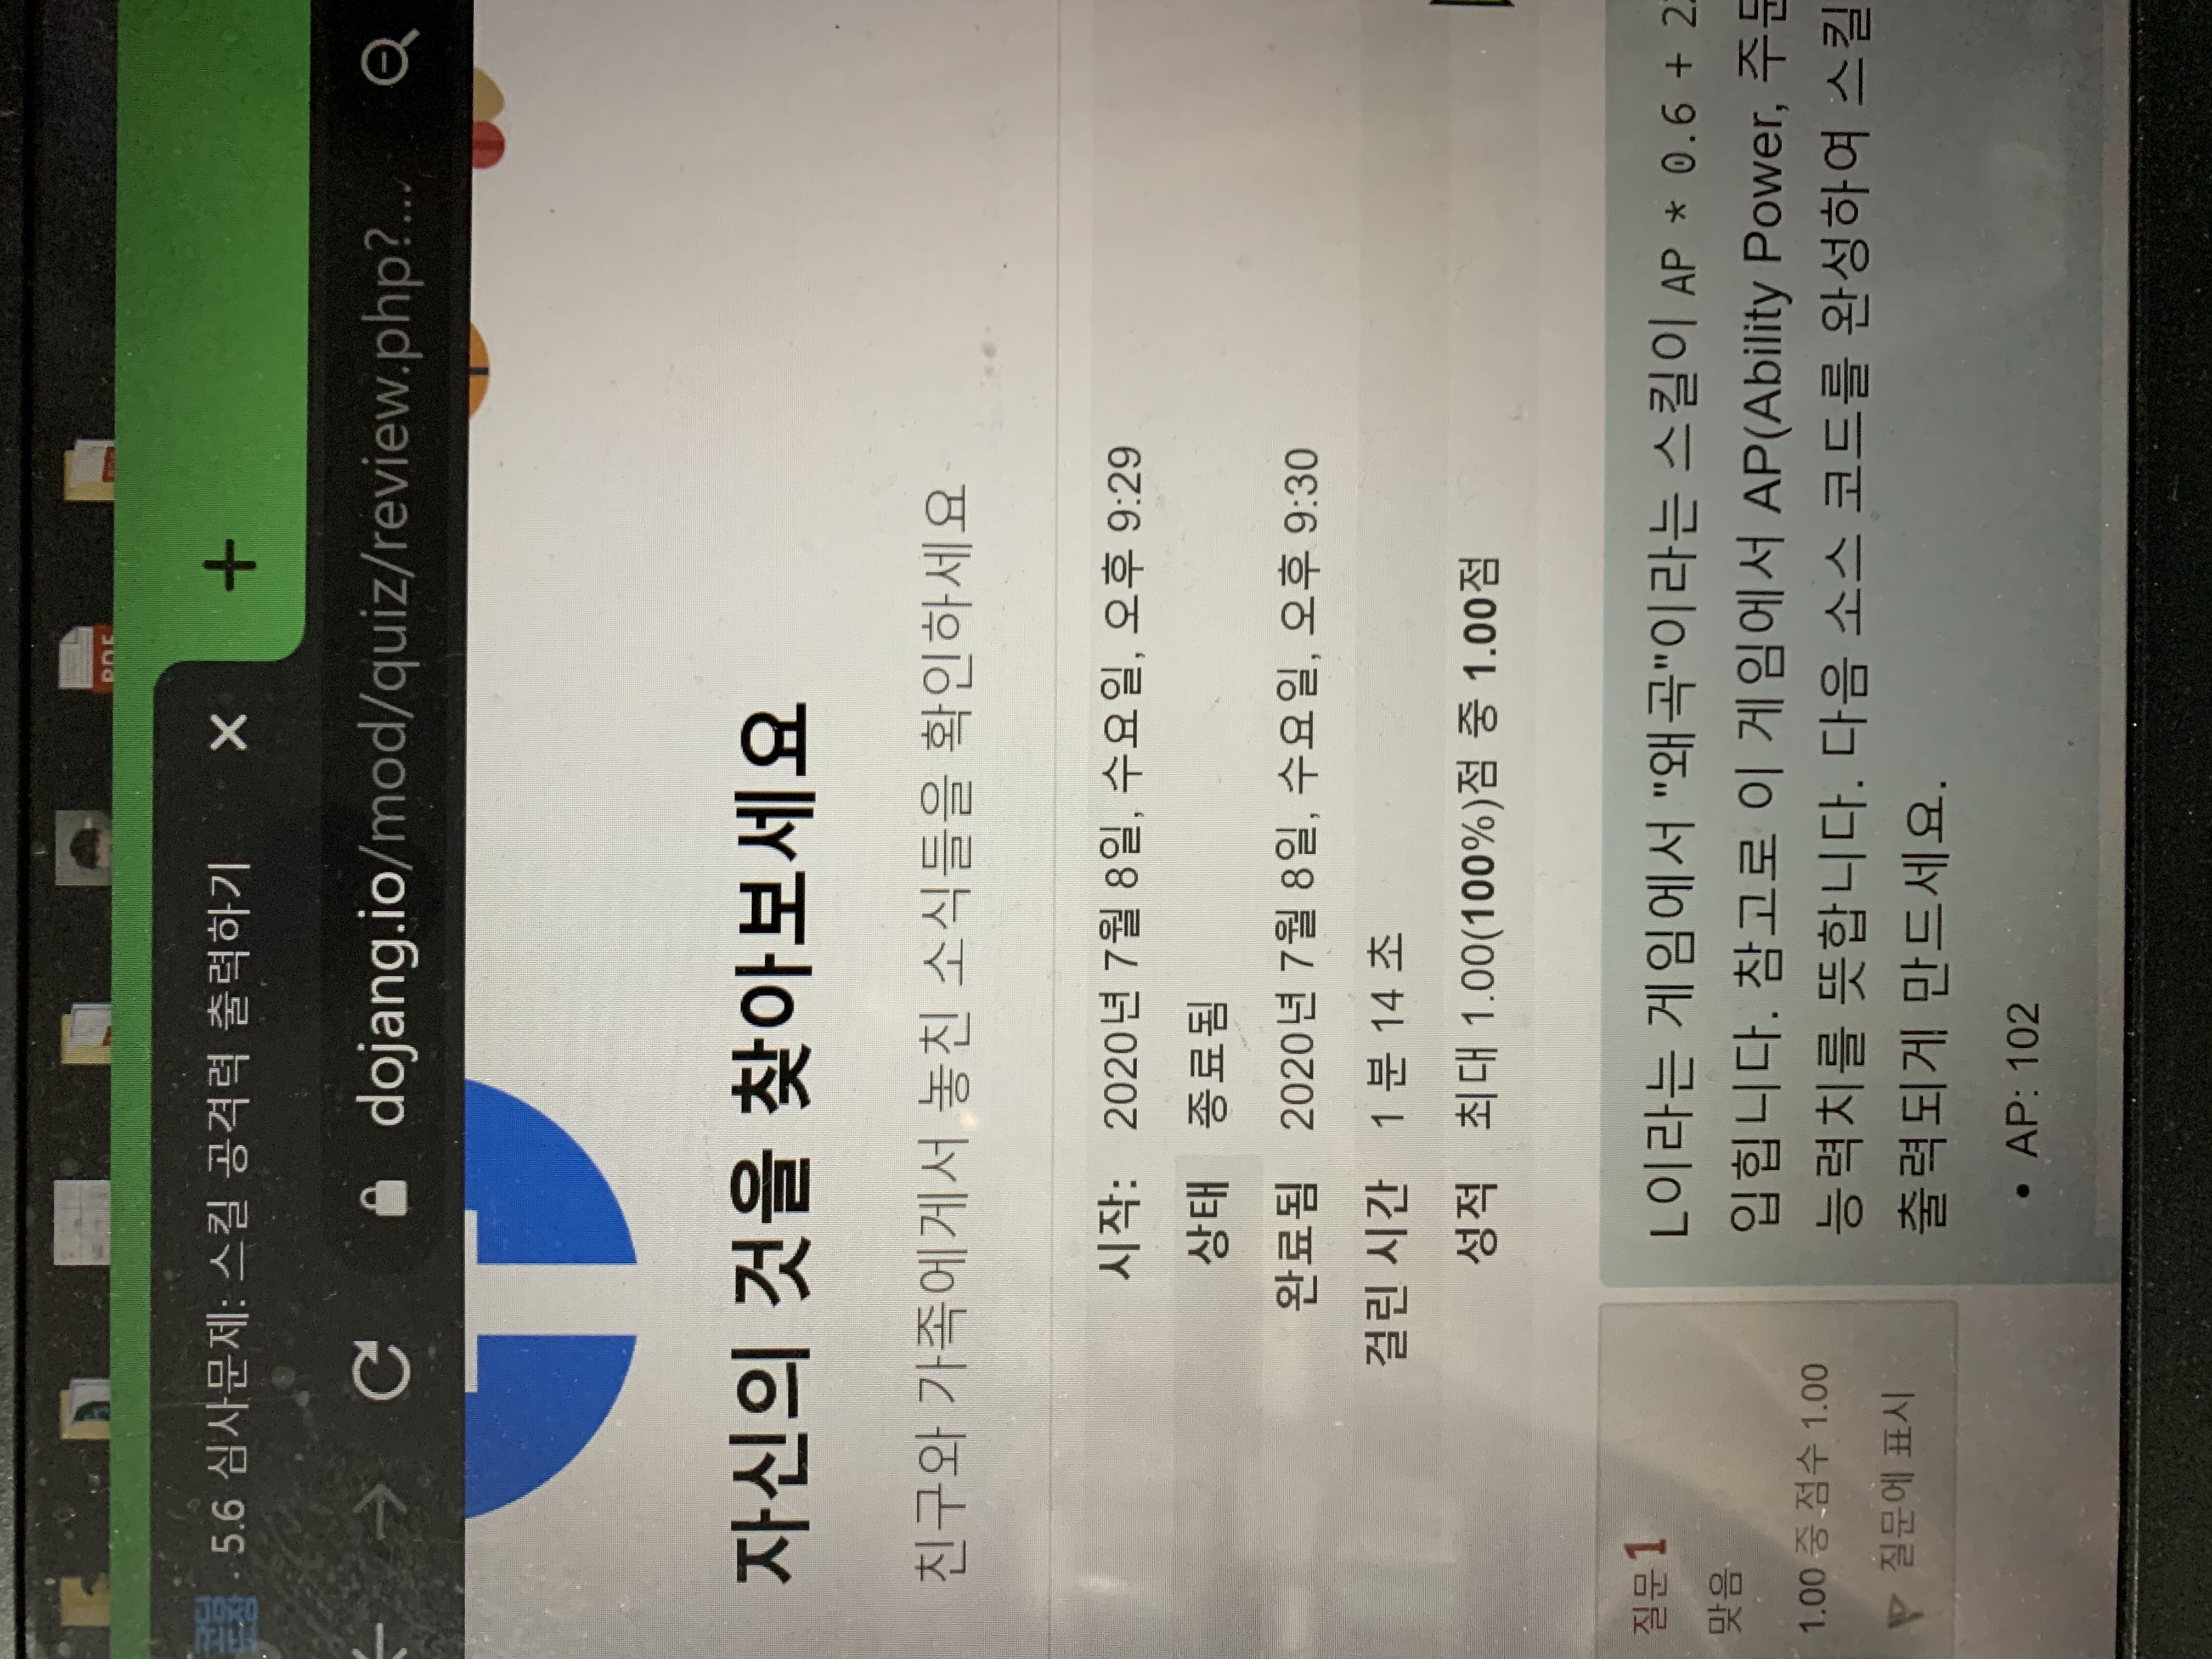 PDF
5.6 심사문제: 스킬 공격력 출력하기
dojang.io/mod/quiz/review.php?...
자신의 것을 찾아보세요
친구와 가족에게서 놓친 소식들을 확인하세요
시작: 2020년 7월 8일, 수요일, 오후 9:29
상태 종료됨
완료됨 2020년 7월 8일, 수요일, 오후 9:30
걸린 시간 1 분 14 초
성적 최대 1.00(100%)점 중 1.00점
질문 1
맞음
1.00 중 점수 1.00
질문에 표시
L이라는 게임에서 "왜곡"이라는 스킬이 AP * 0.6 + 2
입힙니다. 참고로 이 게임에서 AP(Ability Power, 주문
능력치를 뜻합니다. 다음 소스 코드를 완성하여 스킬
출력되게 만드세요.
• AP: 102